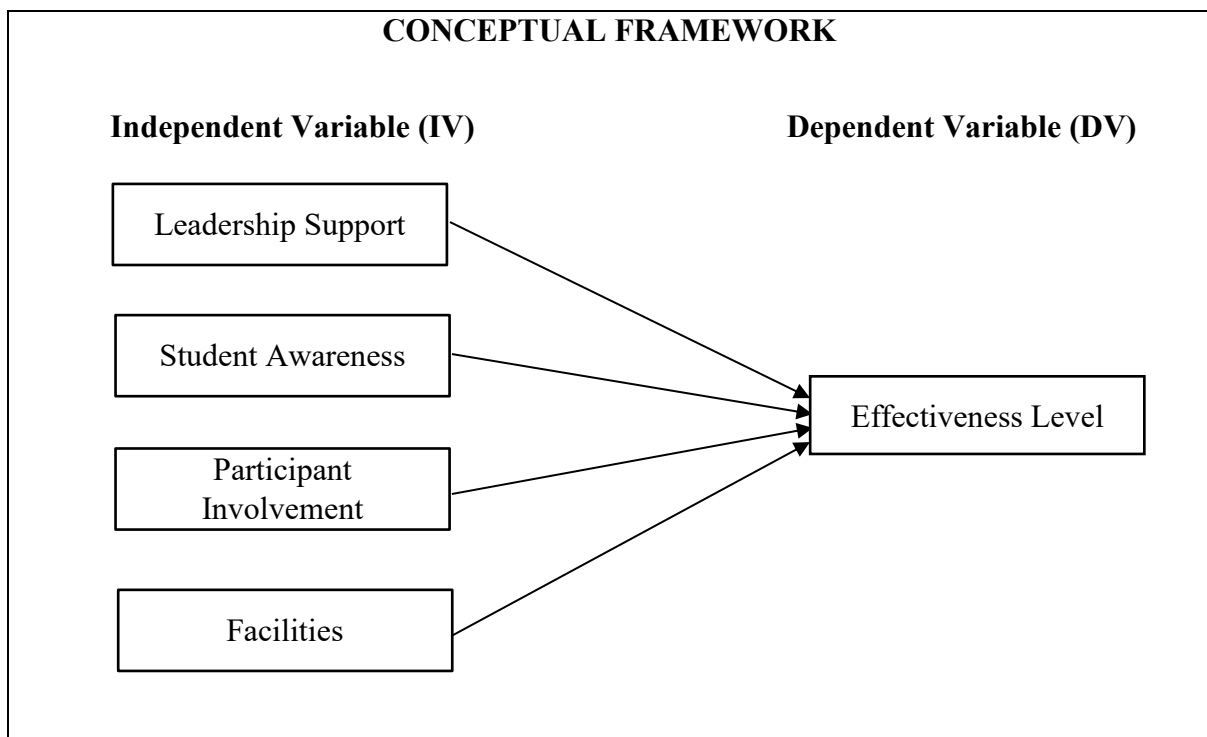 CONCEPTUAL FRAMEWORK
Independent Variable (IV)
Dependent Variable (DV)
Leadership Support
Student Awareness
Effectiveness Level
Participant
Involvement
Facilities